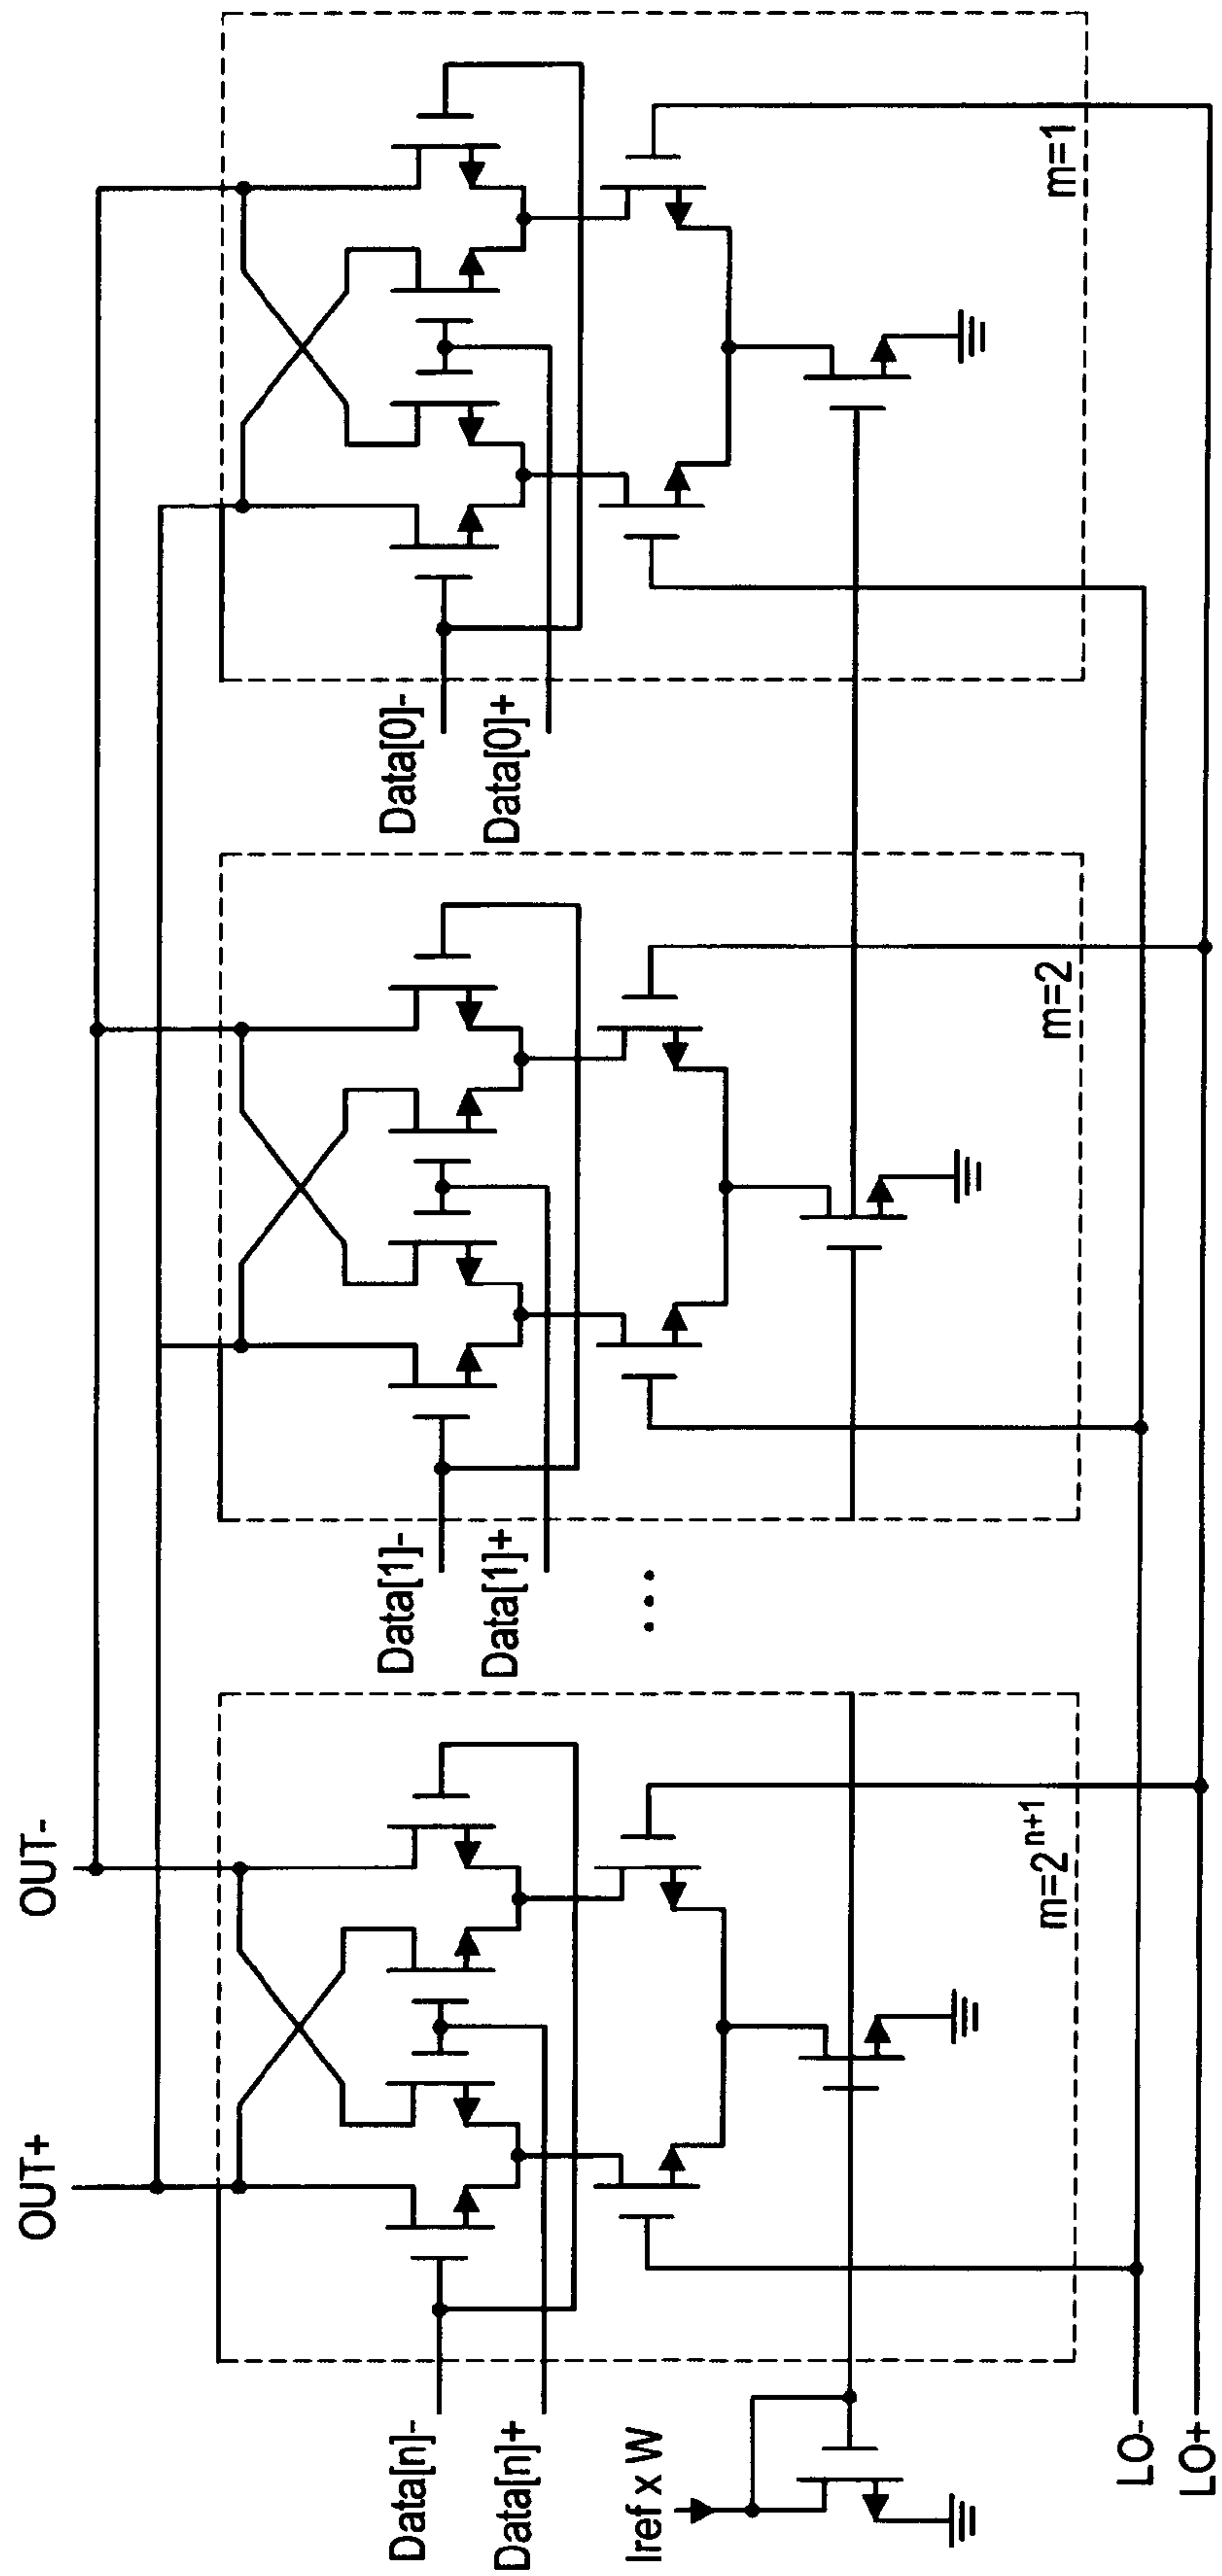 OUT+
OUT-
Data[n]-
Data[n]+
Data[1]-
Data[1]+
Data[0]-
Data[0]+
...
Iref x W
m=2^{n+1}
m=2
m=1
LO-
LO+